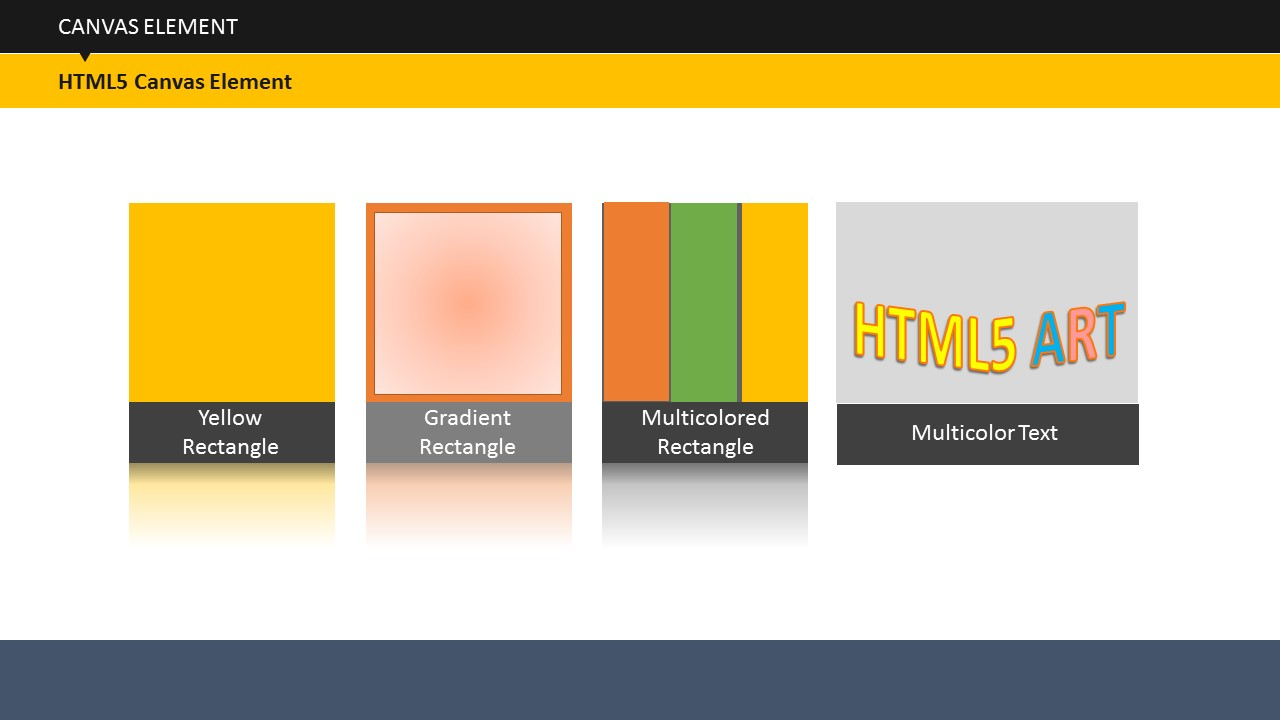 CANVAS ELEMENT
HTML5 Canvas Element
HTML5 ART
Yellow
Rectangle
Gradient
Rectangle
Multicolored
Rectangle
Multicolor Text